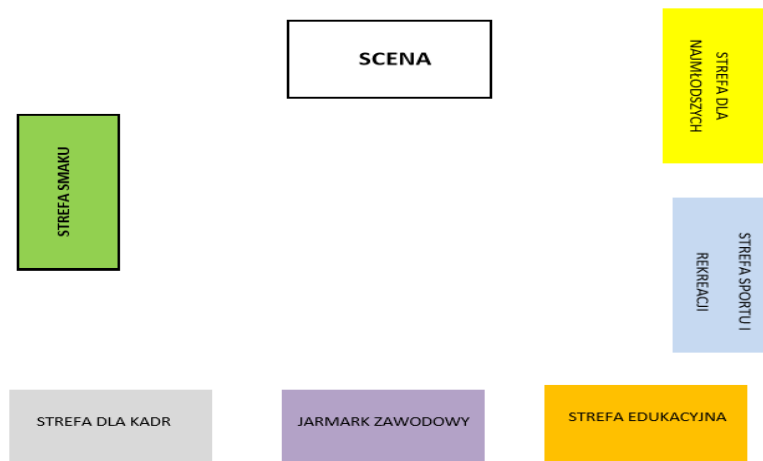 SCENA
STREFA DLA
NAJMŁODSZYCH
STREFA SMAKU
STREFA SPORTU I
REKREACJI
STREFA DLA KADR
JARMARK ZAWODOWY
STREFA EDUKACYJNA